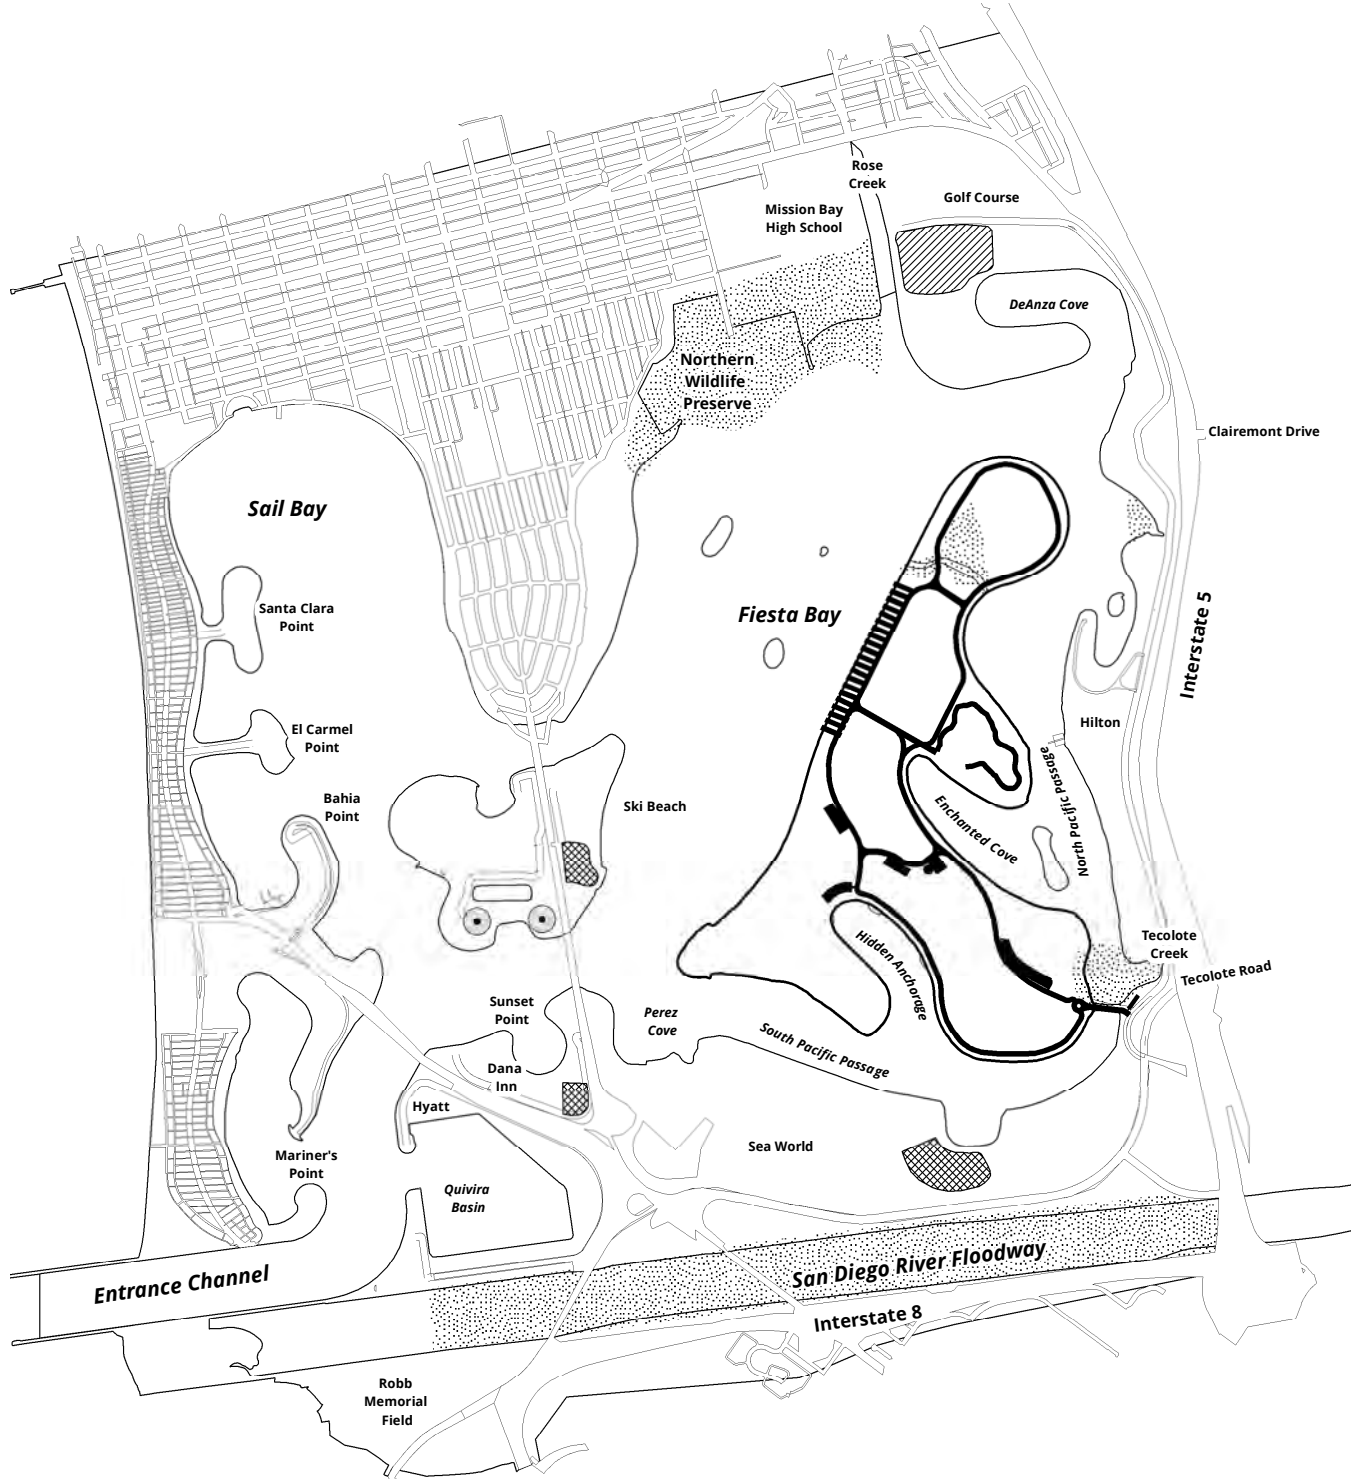 Rose
Creek
Golf Course
Mission Bay
High School
DeAnza Cove
Northern
Wildlife
Preserve
Clairemont Drive
Sail Bay
Santa Clara
Point
Fiesta Bay
Interstate 5
El Carmel
Point
Hilton
Bahia
Point
Ski Beach
North Pacific Passage
Enchanted Cove
Hidden Anchorage
Tecolote
Creek
Tecolote Road
Sunset
Point
Perez
Cove
South Pacific Passage
Dana
Inn
Hyatt
Sea World
Mariner's
Point
Quivira
Basin
Entrance Channel
San Diego River Floodway
Interstate 8
Robb
Memorial
Field